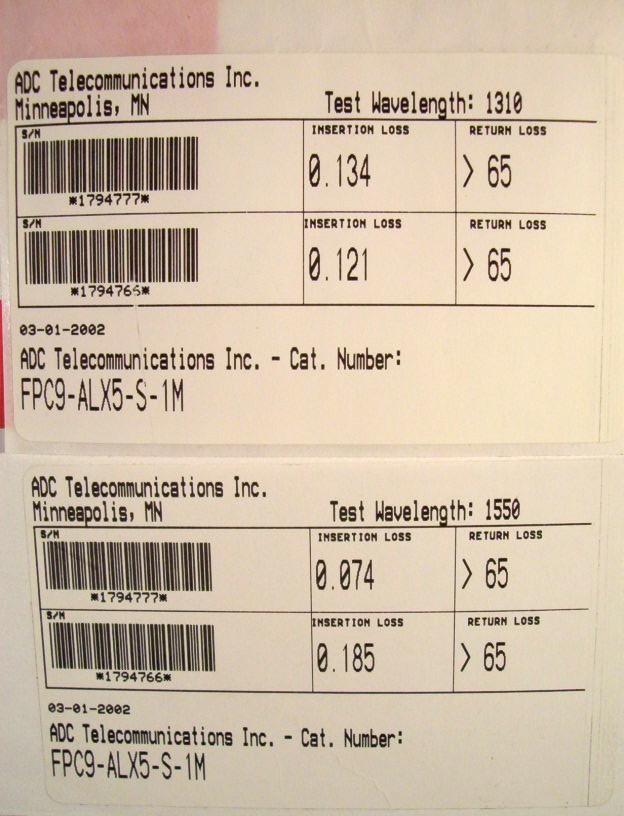 ADC Telecommunications Inc.
Minneapolis, MN
Test Wavelength: 1310
S/N
INSERTION LOSS
RETURN LOSS
*1794777*
0.134
> 65
S/N
INSERTION LOSS
RETURN LOSS
*1794766*
0.121
> 65
03-01-2002
ADC Telecommunications Inc. - Cat. Number:
FPC9-ALX5-S-1M
ADC Telecommunications Inc.
Minneapolis, MN
Test Wavelength: 1550
S/N
INSERTION LOSS
RETURN LOSS
*1794777*
0.074
> 65
S/N
INSERTION LOSS
RETURN LOSS
*1794766*
0.185
> 65
03-01-2002
ADC Telecommunications Inc. - Cat. Number:
FPC9-ALX5-S-1M